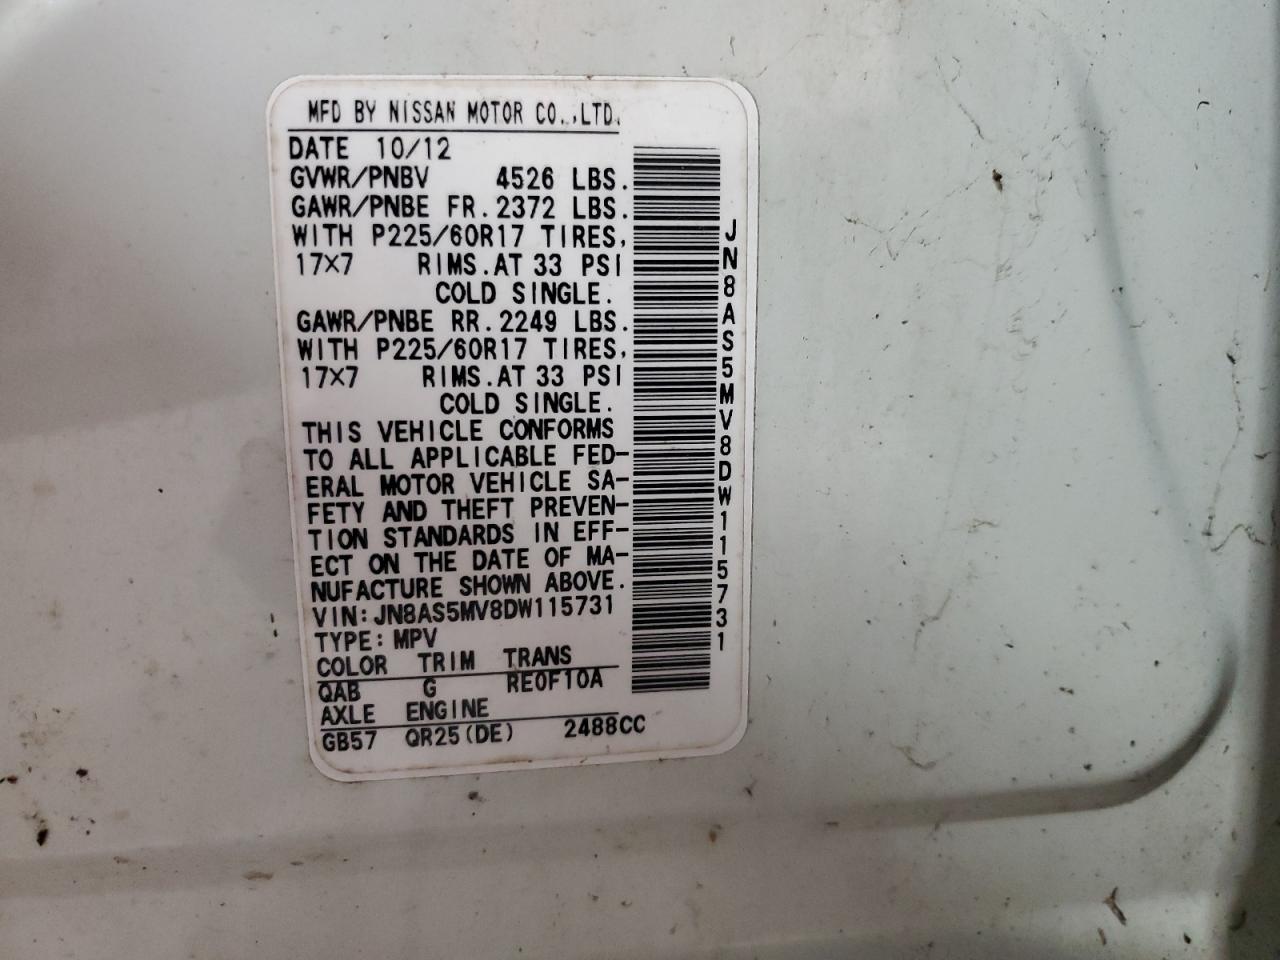 MFD BY NISSAN MOTOR CO.,LTD.
DATE 10/12
GVWR/PNBV 4526 LBS.
GAWR/PNBE FR. 2372 LBS.
WITH P225/60R17 TIRES,
17×7 RIMS. AT 33 PSI
COLD SINGLE.
GAWR/PNBE RR. 2249 LBS.
WITH P225/60R17 TIRES,
17×7 RIMS. AT 33 PSI
COLD SINGLE.
THIS VEHICLE CONFORMS
TO ALL APPLICABLE FED-
ERAL MOTOR VEHICLE SA-
FETY AND THEFT PREVEN-
TION STANDARDS IN EFF-
ECT ON THE DATE OF MA-
NUFACTURE SHOWN ABOVE.
VIN: JN8AS5MV8DW115731
TYPE: MPV
COLOR TRIM TRANS
QAB G RE0F10A
AXLE ENGINE
GB57 QR25(DE) 2488CC
JN8AS5MV8DW115731